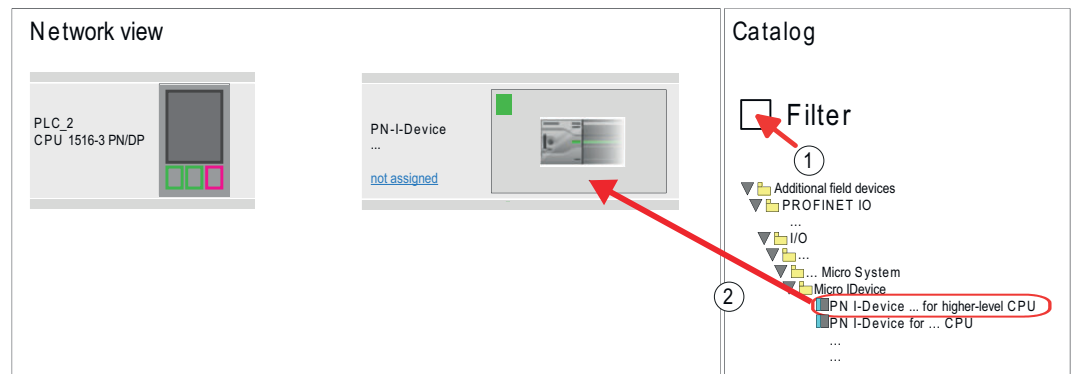 Network view
PLC_2
CPU 1516-3 PN/DP
PN-I-Device
...
not assigned
Catalog
Filter
1
Additional field devices
PROFINET IO
...
I/O
...
... Micro System
Micro IDevice
2
PN I-Device ... for higher-level CPU
PN I-Device for ... CPU
...
...